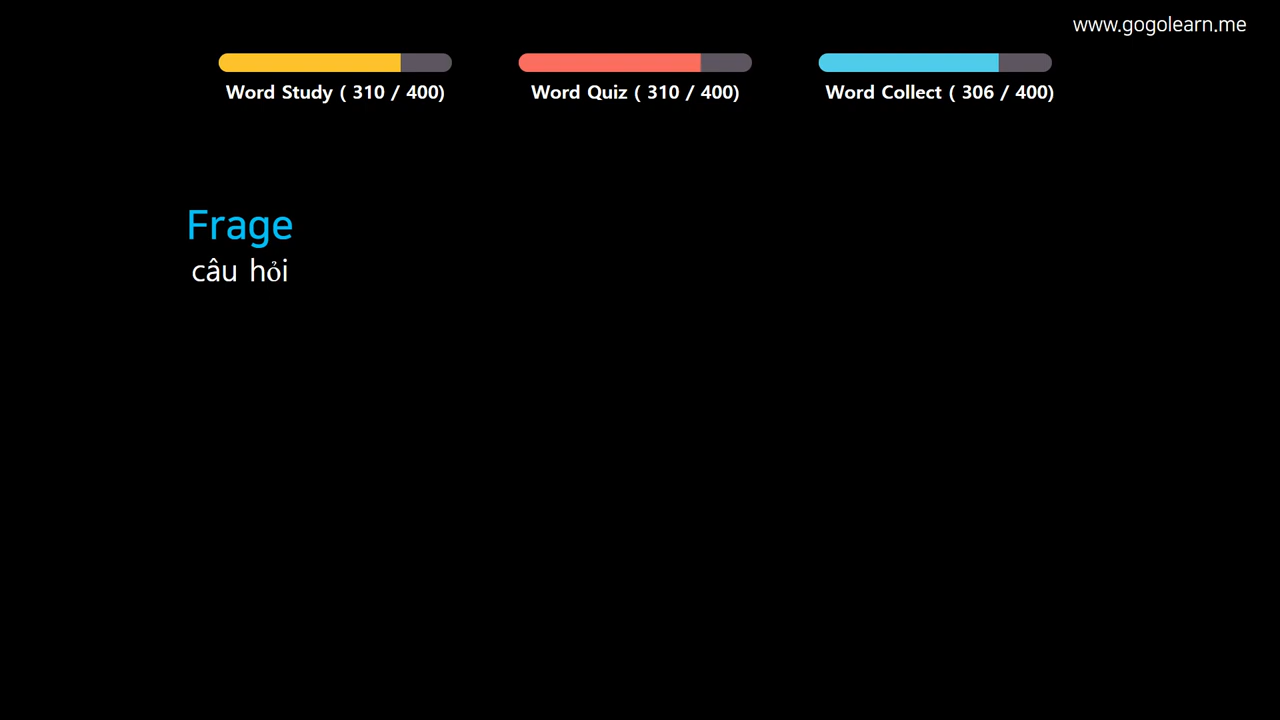 www.gogolearn.me
Word Study ( 310 / 400)
Word Quiz ( 310 / 400)
Word Collect ( 306 / 400)
Frage
câu hỏi